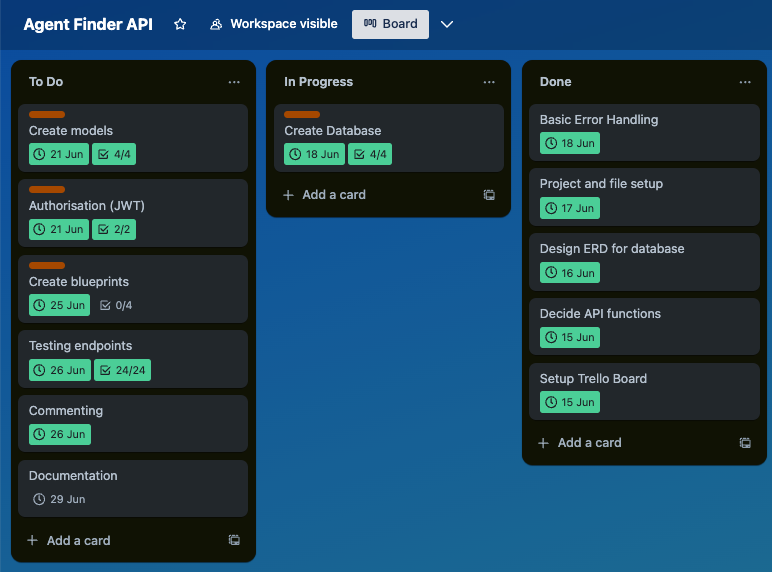 Agent Finder API
Workspace visible
Board
To Do
Create models
21 Jun
4/4
Authorisation (JWT)
21 Jun
2/2
Create blueprints
25 Jun
0/4
Testing endpoints
26 Jun
24/24
Commenting
26 Jun
Documentation
29 Jun
+ Add a card
In Progress
Create Database
18 Jun
4/4
+ Add a card
Done
Basic Error Handling
18 Jun
Project and file setup
17 Jun
Design ERD for database
16 Jun
Decide API functions
15 Jun
Setup Trello Board
15 Jun
+ Add a card